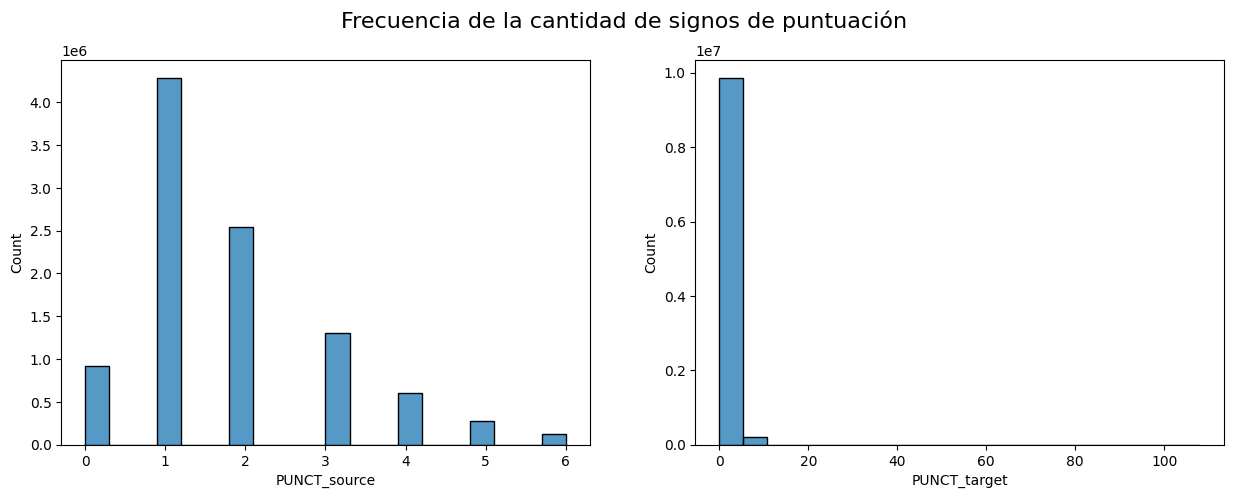 Frecuencia de la cantidad de signos de puntuación
1e6
4.0
3.5
3.0
2.5
2.0
1.5
1.0
0.5
0.0
Count
0 1 2 3 4 5 6
PUNCT_source
1e7
1.0
0.8
0.6
0.4
0.2
0.0
Count
0 20 40 60 80 100
PUNCT_target